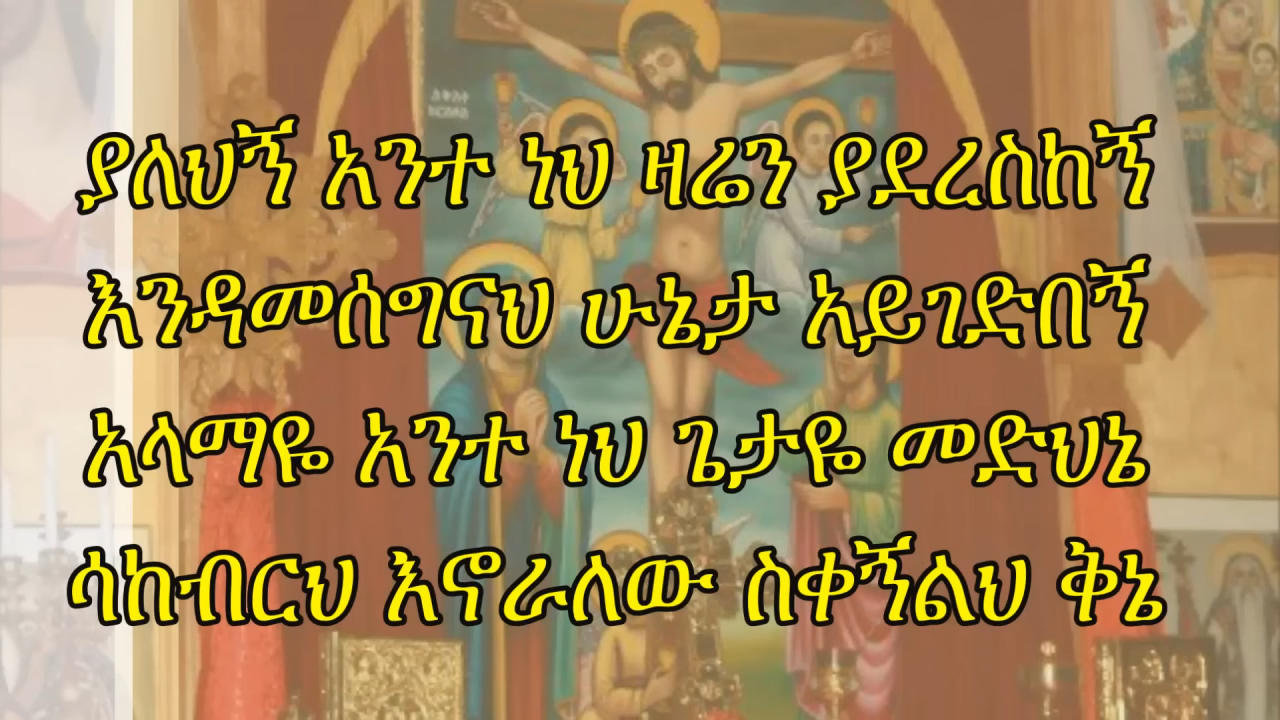 ያለህኝ አንተ ነህ ዛሬን ያደረስከኝ
እንዳመሰግናህ ሁኔታ አይገድበኝ
አላማዬ አንተ ነህ ጌታዬ መድህኔ
ሳከብርህ እኖራለው ስቀኝልህ ቅኔ